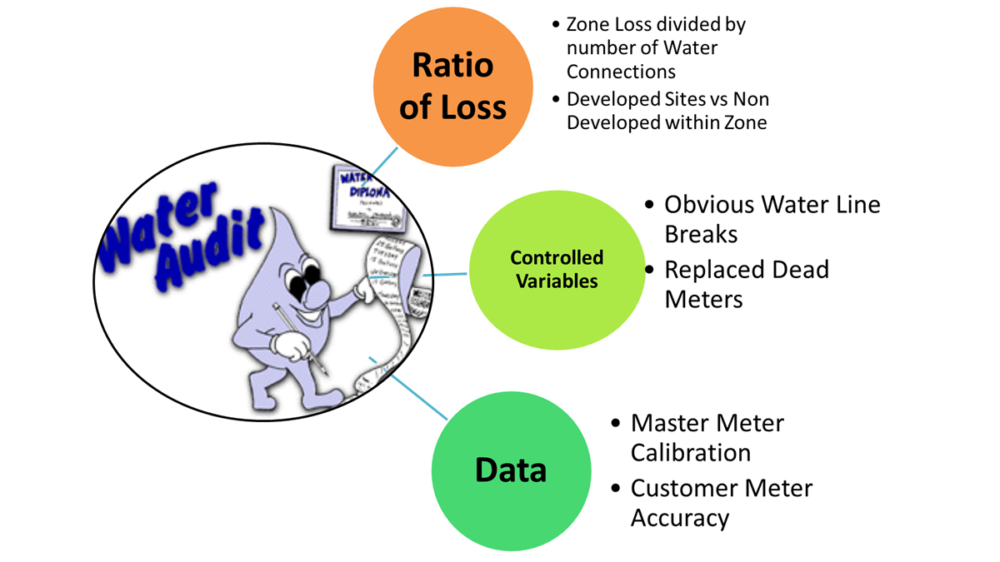 Ratio
of Loss
• Zone Loss divided by
number of Water
Connections
• Developed Sites vs Non
Developed within Zone
Water
Audit
WATER
DIPLOMA
Controlled
Variables
• Obvious Water Line
Breaks
• Replaced Dead
Meters
TUESDAY
Data
• Master Meter
Calibration
• Customer Meter
Accuracy